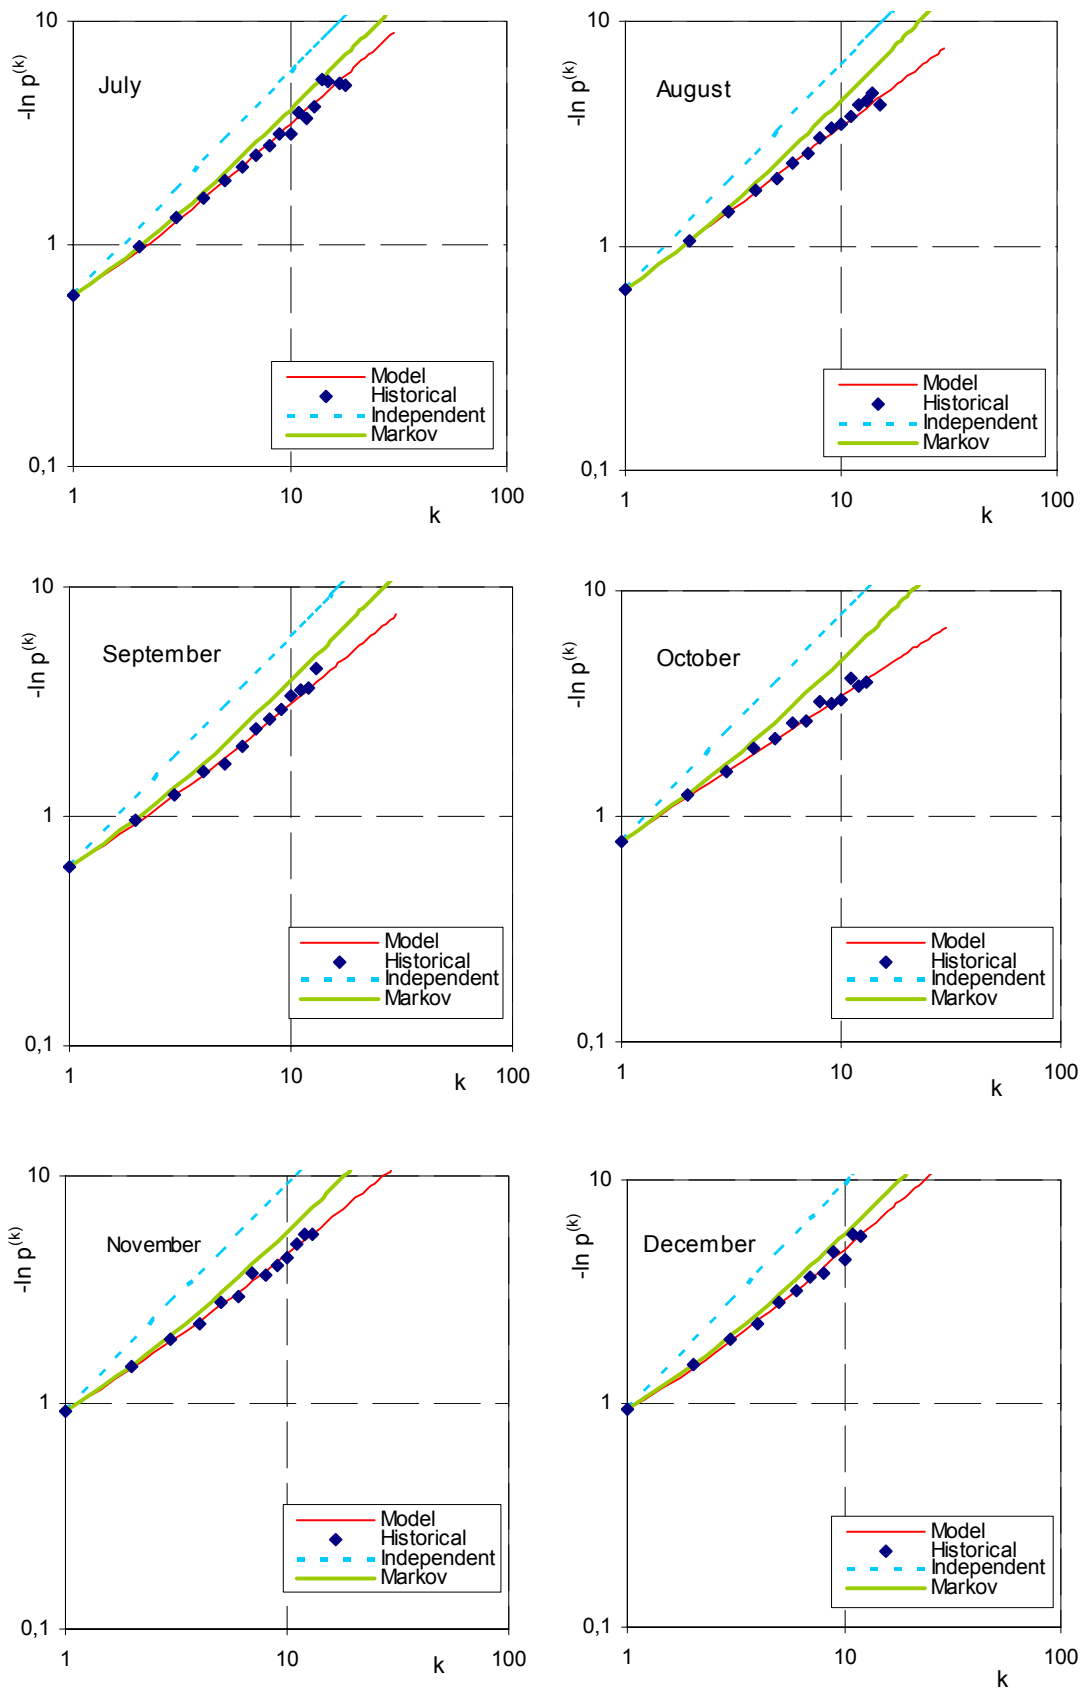 10
-ln p(k)
July
1
Model
Historical
Independent
Markov
0,1
1
10
100
k
10
-ln p(k)
August
1
Model
Historical
Independent
Markov
0,1
1
10
100
k
10
-ln p(k)
September
1
Model
Historical
Independent
Markov
0,1
1
10
100
k
10
-ln p(k)
October
1
Model
Historical
Independent
Markov
0,1
1
10
100
k
10
-ln p(k)
November
1
Model
Historical
Independent
Markov
0,1
1
10
100
k
10
-ln p(k)
December
1
Model
Historical
Independent
Markov
0,1
1
10
100
k